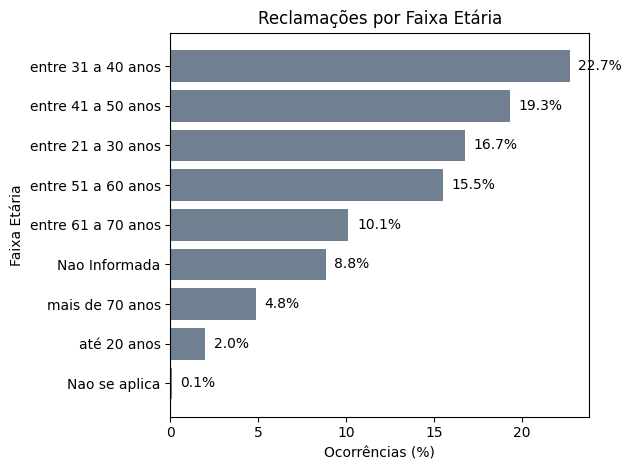 Reclamações por Faixa Etária
entre 31 a 40 anos 22.7%
entre 41 a 50 anos 19.3%
entre 21 a 30 anos 16.7%
entre 51 a 60 anos 15.5%
entre 61 a 70 anos 10.1%
Nao Informada 8.8%
mais de 70 anos 4.8%
até 20 anos 2.0%
Nao se aplica 0.1%
Faixa Etária
0 5 10 15 20
Ocorrências (%)